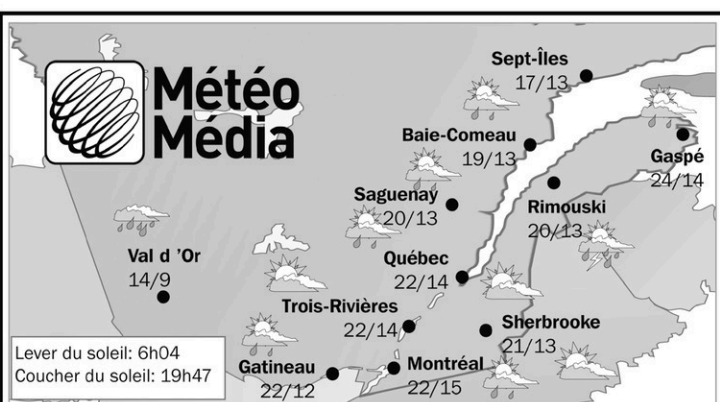 Météo
Média
Sept-Îles
17/13
Baie-Comeau
19/13
Gaspé
24/14
Saguenay
20/13
Rimouski
20/13
Val d 'Or
14/9
Québec
22/14
Trois-Rivières
22/14
Sherbrooke
21/13
Lever du soleil: 6h04
Coucher du soleil: 19h47
Gatineau
22/12
Montréal
22/15